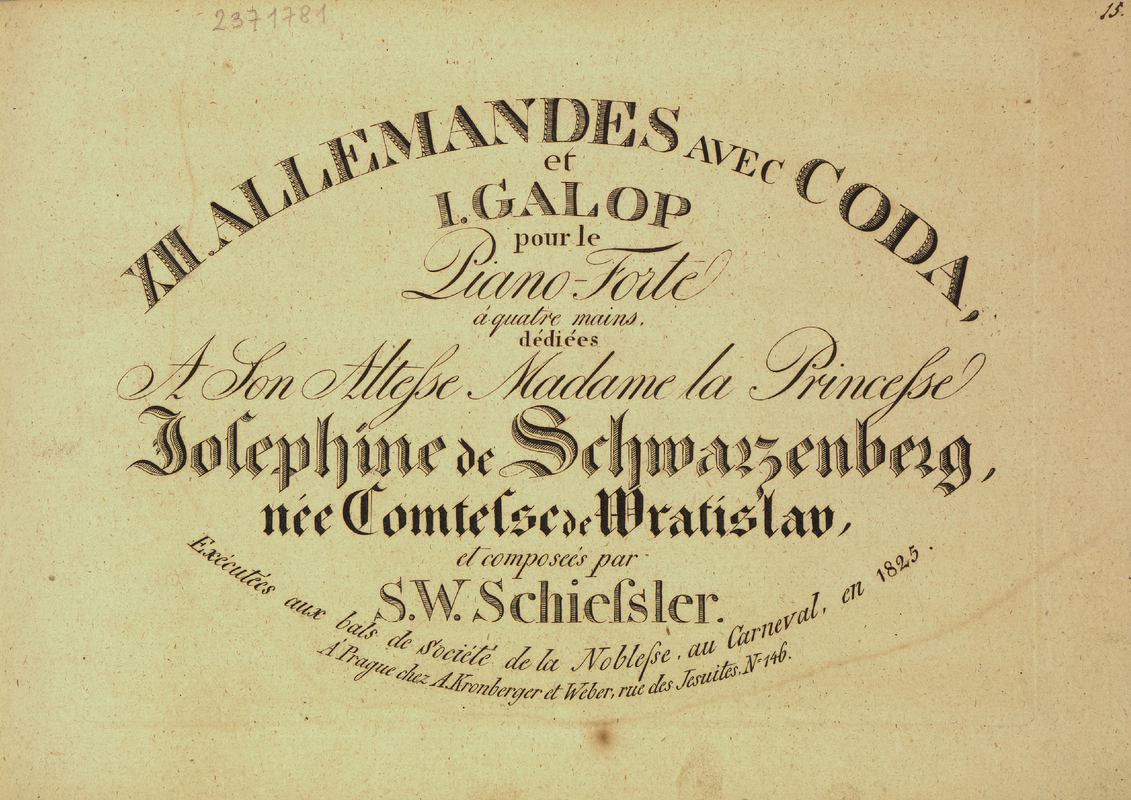 2371781
15.
XII. ALLEMANDES AVEC CODA,
et
I. GALOP
pour le
Piano-Forte
á quatre mains,
dédiées
A Son Alteſse Madame la Princeſse
Joſephine de Schwarzenberg,
née Comteſse de Wratislav,
et composeés par
S.W. Schieſsler.
Exécutées aux bals de Société de la Nobleſse, au Carneval, en 1825.
Á Prague chez A. Kronberger et Weber, rue des Jesuites, Nº 146.